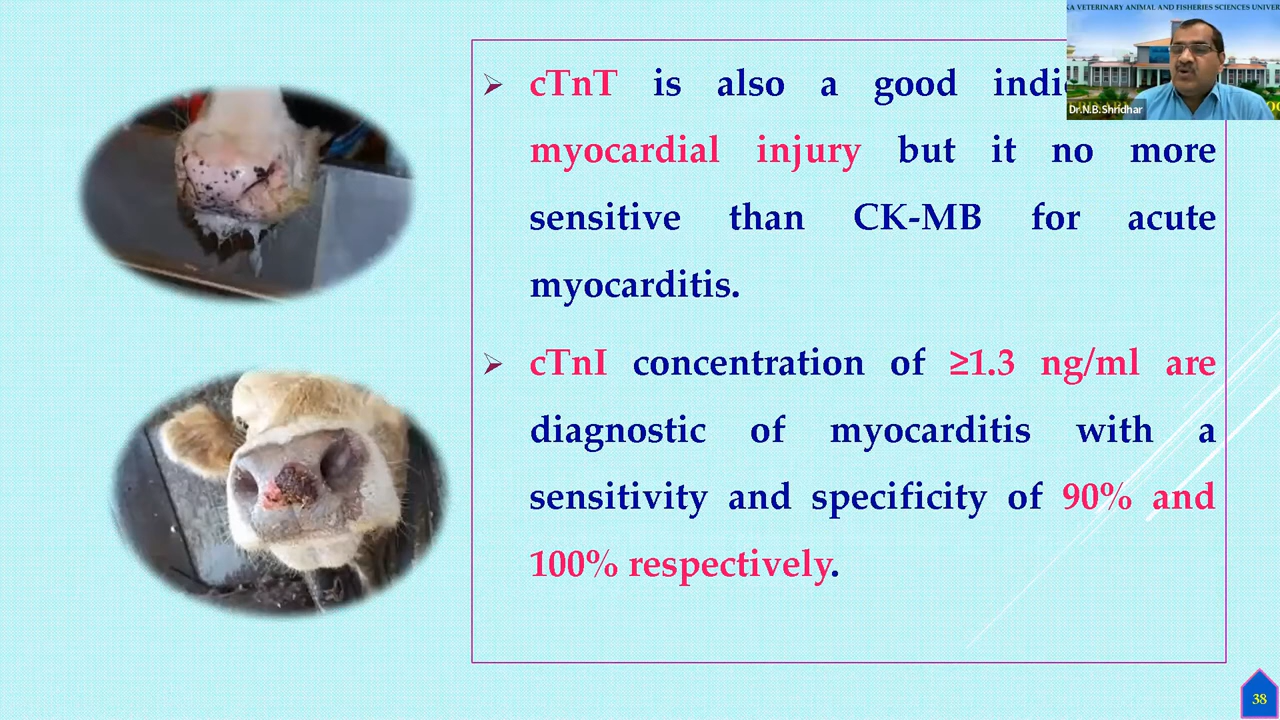 KA VETERINARY ANIMAL AND FISHERIES SCIENCES UNIVER
Dr.N.B.Shridhar
cTnT is also a good
myocardial injury but it no more
sensitive than CK-MB for acute
myocarditis.
cTnI concentration of ≥1.3 ng/ml are
diagnostic of myocarditis with a
sensitivity and specificity of 90% and
100% respectively.
38